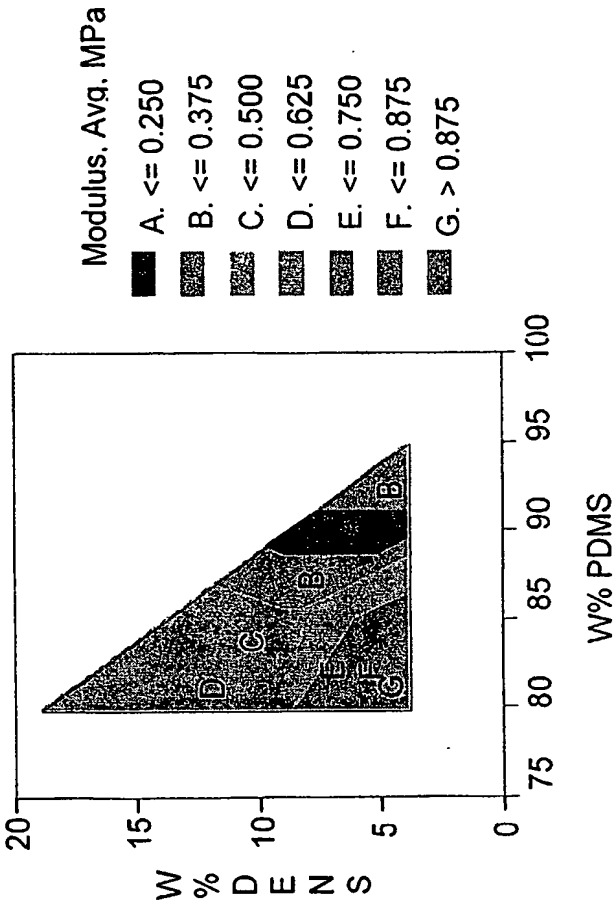 Modulus, Avg, MPa
A. <= 0.250
B. <= 0.375
C. <= 0.500
D. <= 0.625
E. <= 0.750
F. <= 0.875
G. > 0.875
20
15
10
5
0
W
%
D
E
N
S
D
C
B
E
F
G
B
75
80
85
90
95
100
W% PDMS